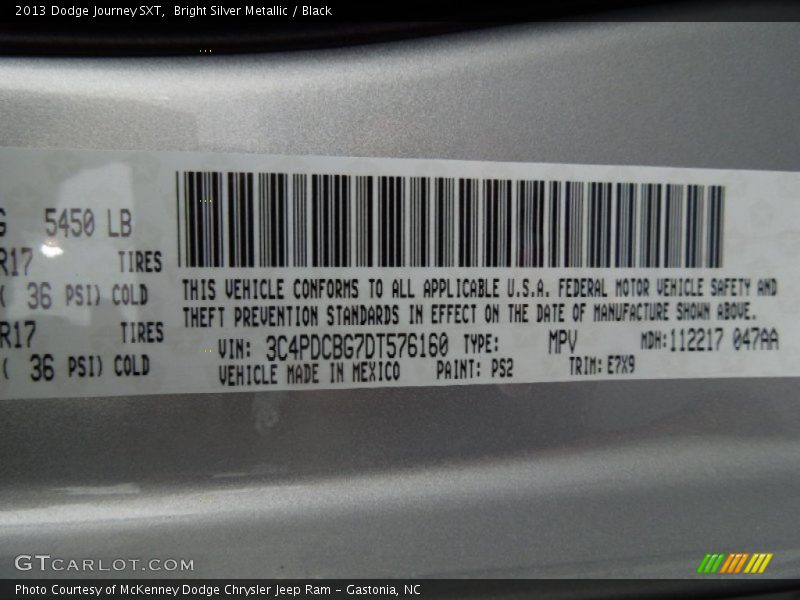 2013 Dodge Journey SXT, Bright Silver Metallic / Black
5450 LB
R17 TIRES
( 36 PSI) COLD
R17 TIRES
( 36 PSI) COLD
THIS VEHICLE CONFORMS TO ALL APPLICABLE U.S.A. FEDERAL MOTOR VEHICLE SAFETY AND
THEFT PREVENTION STANDARDS IN EFFECT ON THE DATE OF MANUFACTURE SHOWN ABOVE.
VIN: 3C4PDCBG7DT576160 TYPE: MPV MDH:112217 047AA
VEHICLE MADE IN MEXICO PAINT: PS2 TRIM: E7X9
GTCARLOT.COM
Photo Courtesy of McKenney Dodge Chrysler Jeep Ram – Gastonia, NC